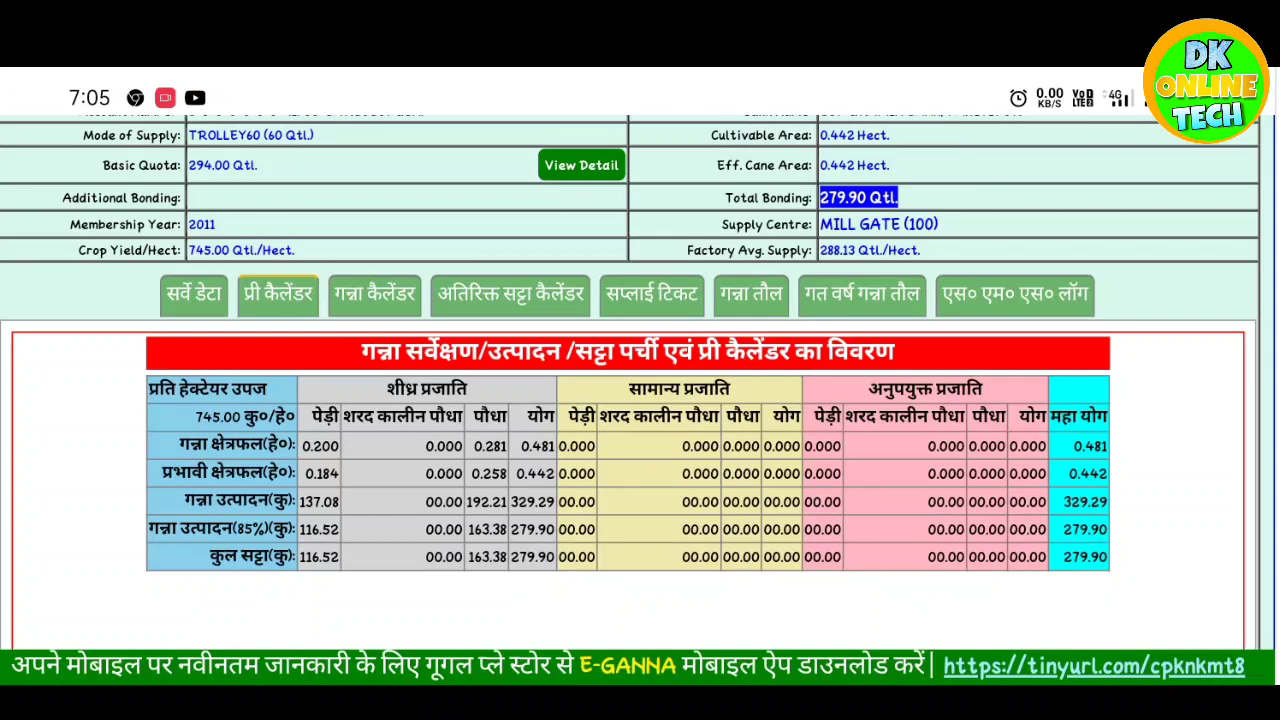 DK
ONLINE
TECH
7:05 0.00 KB/S VoD LTE2 4G
Mode of Supply: TROLLEY60 (60 Qtl.) Cultivable Area: 0.442 Hect.
Basic Quota: 294.00 Qtl. View Detail Eff. Cane Area: 0.442 Hect.
Additional Bonding: Total Bonding: 279.90 Qtl.
Membership Year: 2011 Supply Centre: MILL GATE (100)
Crop Yield/Hect: 745.00 Qtl./Hect. Factory Avg. Supply: 288.13 Qtl./Hect.
सर्वे डेटा प्री कैलेंडर गन्ना कैलेंडर अतिरिक्त सट्टा कैलेंडर सप्लाई टिकट गन्ना तौल गत वर्ष गन्ना तौल एस० एम० एस० लॉग
गन्ना सर्वेक्षण/उत्पादन /सट्टा पर्ची एवं प्री कैलेंडर का विवरण
प्रति हेक्टेयर उपज शीध्र प्रजाति सामान्य प्रजाति अनुपयुक्त प्रजाति
745.00 कु०/हे० पेड़ी शरद कालीन पौधा पौधा योग पेड़ी शरद कालीन पौधा पौधा योग पेड़ी शरद कालीन पौधा पौधा योग महा योग
गन्ना क्षेत्रफल(हे०): 0.200 0.000 0.281 0.481 0.000 0.000 0.000 0.000 0.000 0.000 0.000 0.000 0.481
प्रभावी क्षेत्रफल(हे०): 0.184 0.000 0.258 0.442 0.000 0.000 0.000 0.000 0.000 0.000 0.000 0.000 0.442
गन्ना उत्पादन(कु): 137.08 00.00 192.21 329.29 00.00 00.00 00.00 00.00 00.00 00.00 00.00 00.00 329.29
गन्ना उत्पादन(85%)(कु): 116.52 00.00 163.38 279.90 00.00 00.00 00.00 00.00 00.00 00.00 00.00 00.00 279.90
कुल सट्टा(कु): 116.52 00.00 163.38 279.90 00.00 00.00 00.00 00.00 00.00 00.00 00.00 00.00 279.90
अपने मोबाइल पर नवीनतम जानकारी के लिए गूगल प्ले स्टोर से E-GANNA मोबाइल ऐप डाउनलोड करें| https://tinyurl.com/cpknkmt8